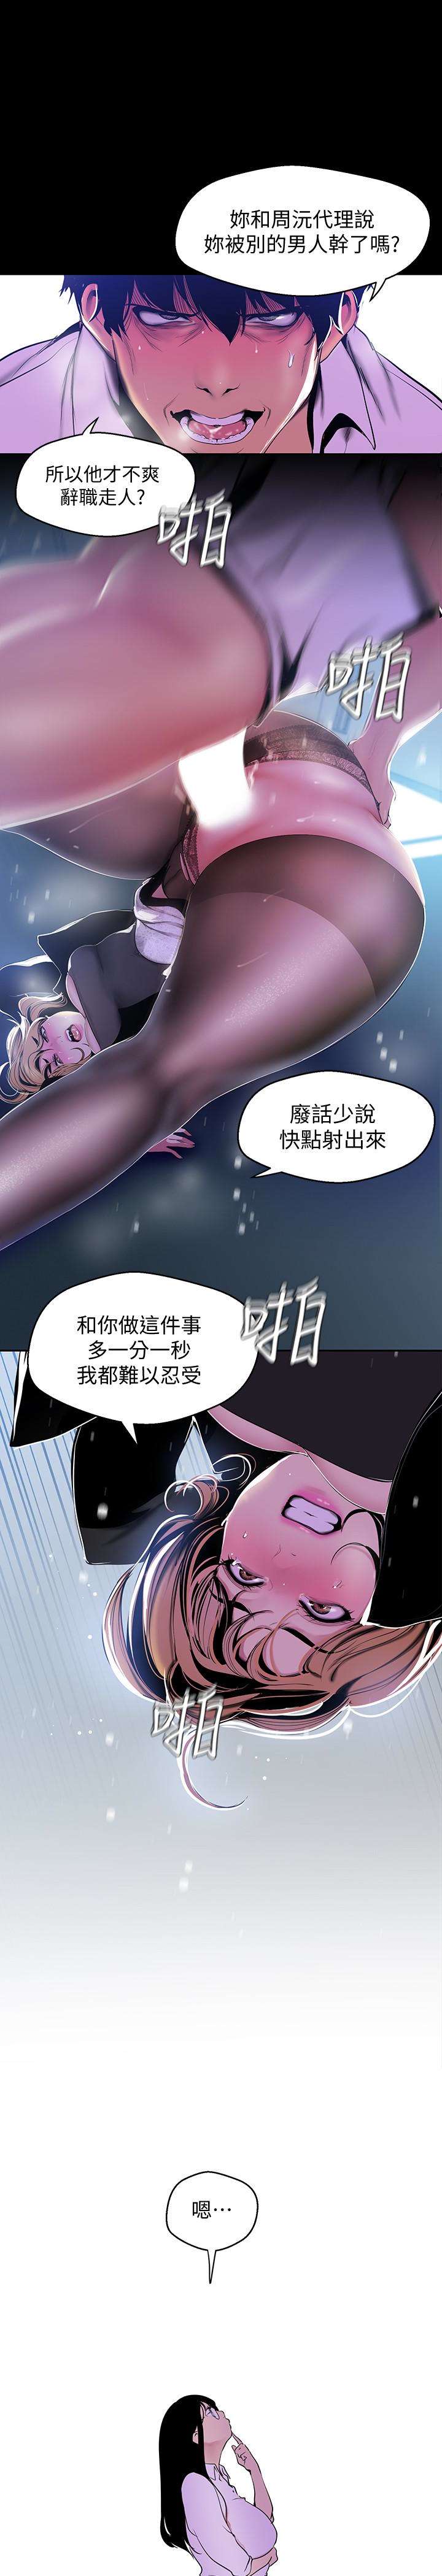 妳和周沅代理說
妳被別的男人幹了嗎?
所以他才不爽
辭職走人?
啪
啪
廢話少說
快點射出來
啪
和你做這件事
多一分一秒
我都難以忍受
啪
嗯⋯